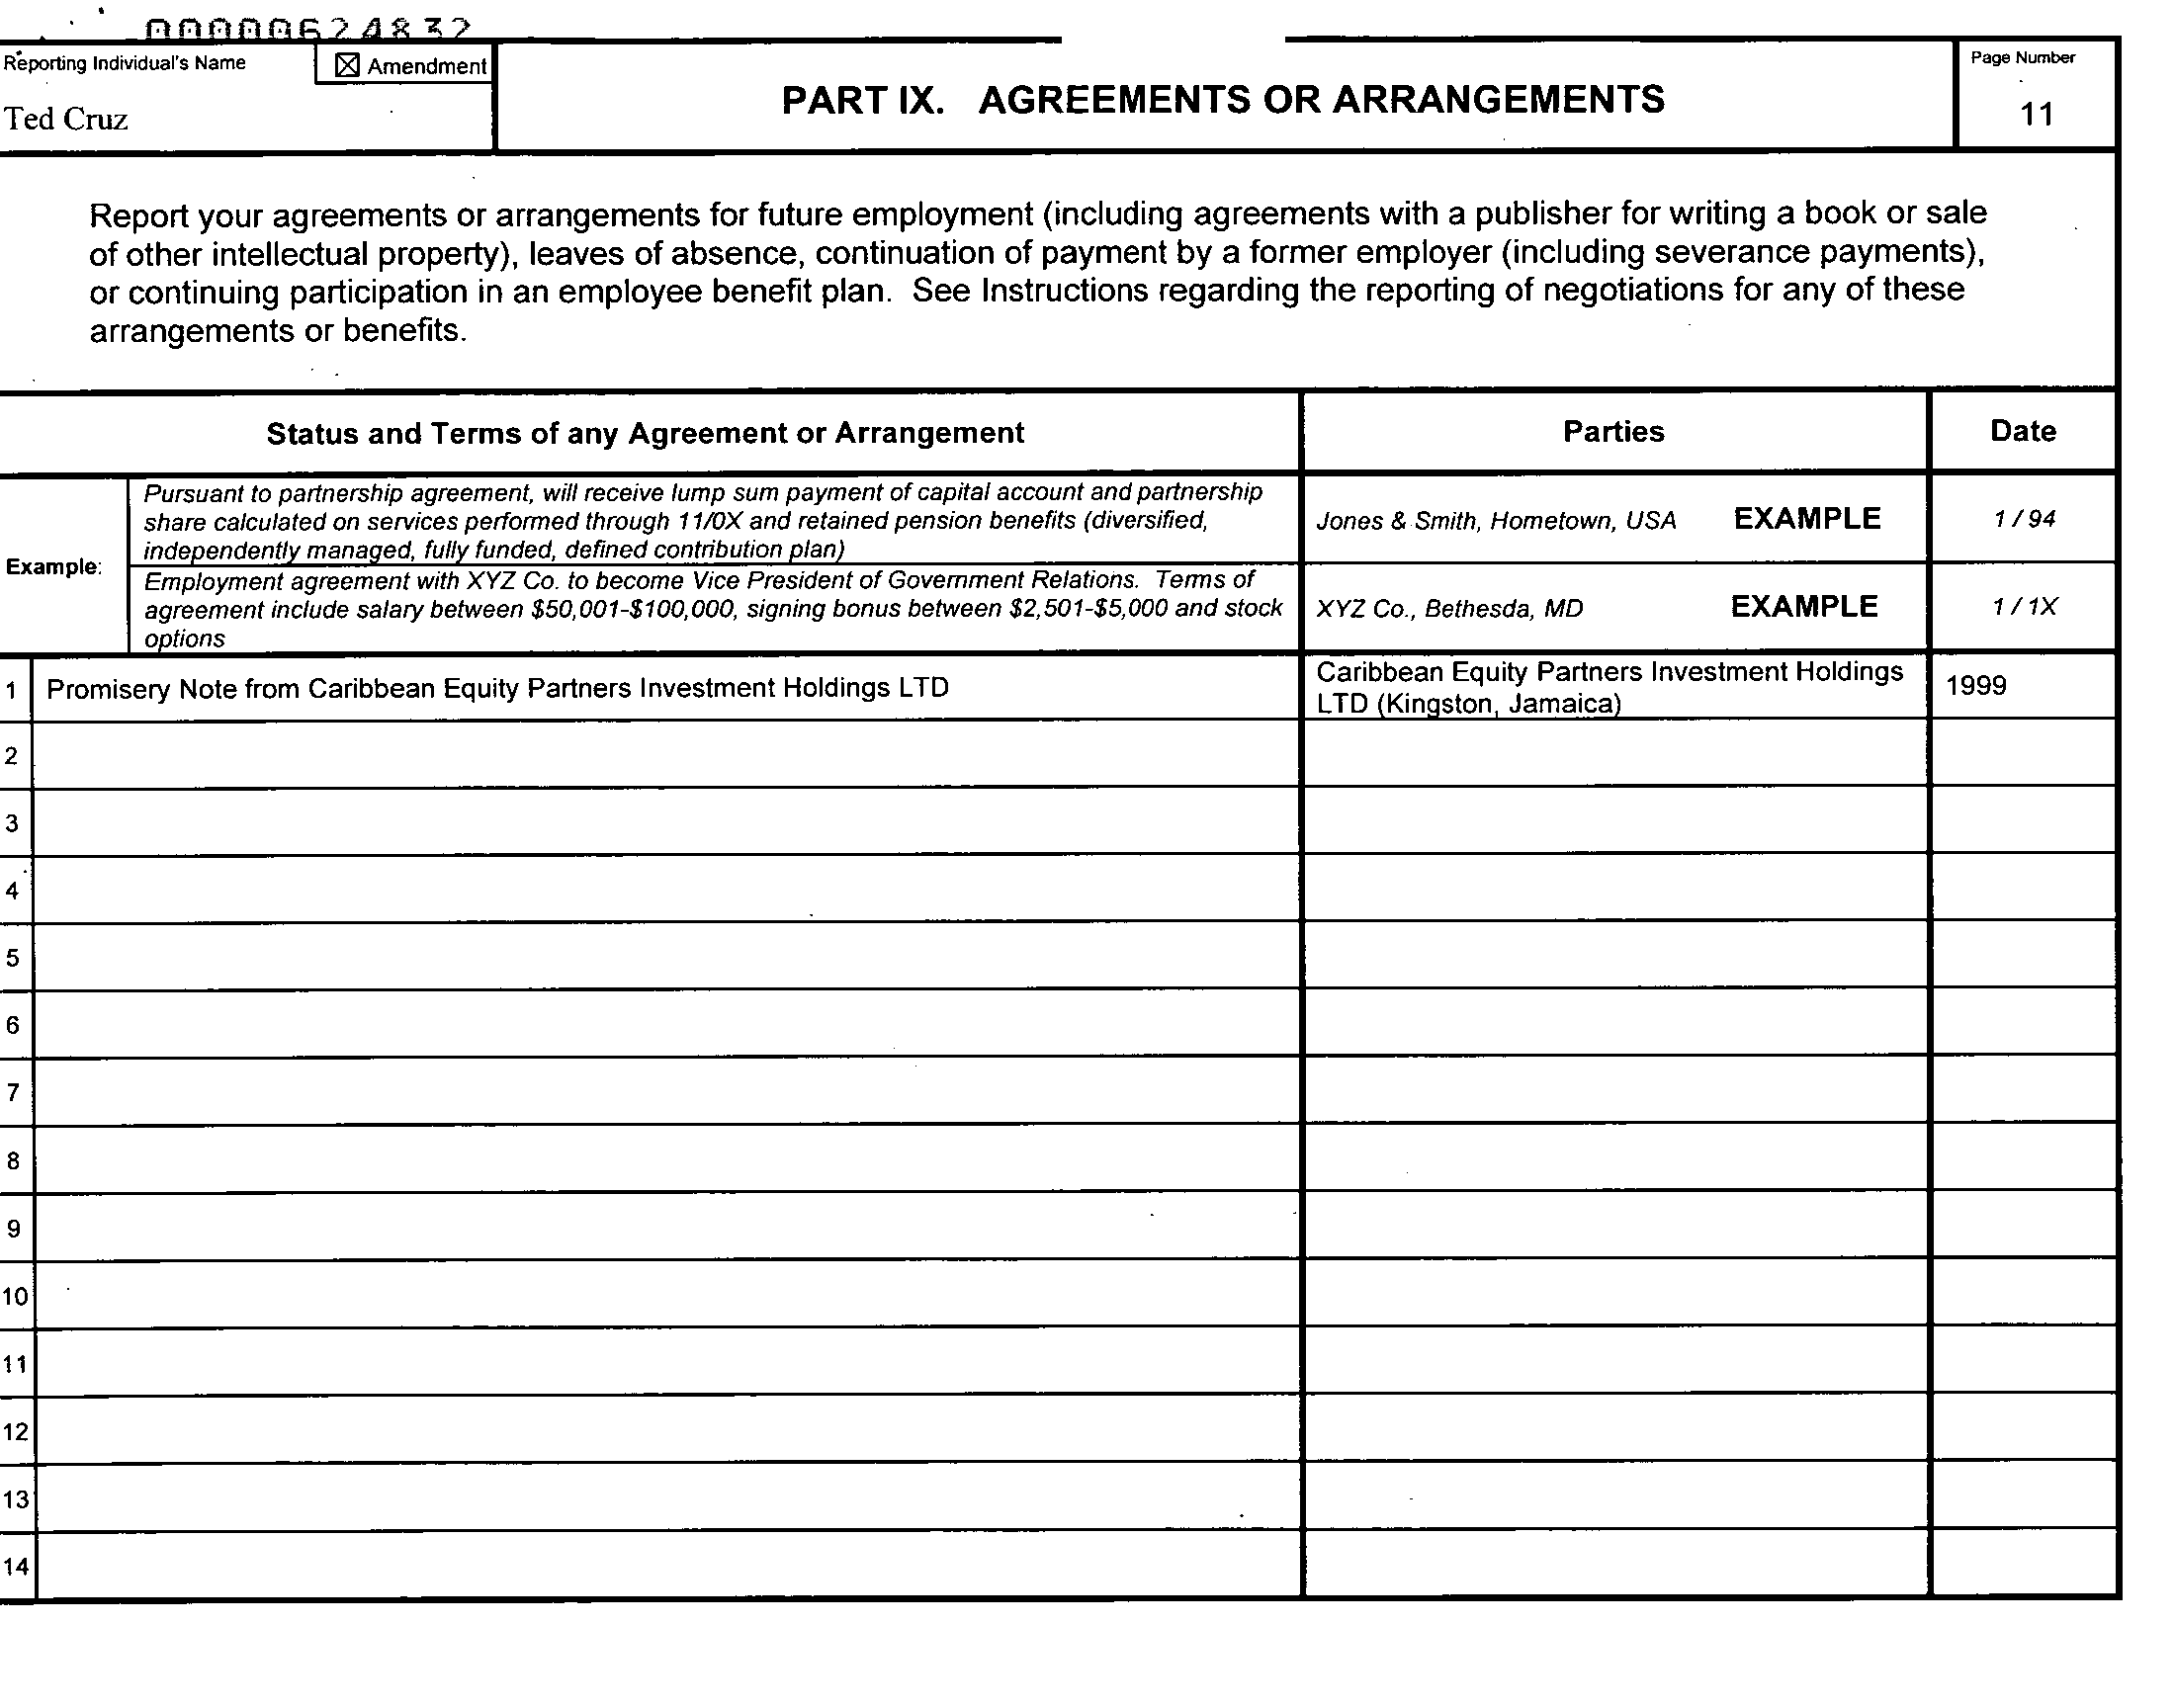 00000624832
Reporting Individual's Name
☒ Amendment
Ted Cruz
PART IX. AGREEMENTS OR ARRANGEMENTS
Page Number
11
Report your agreements or arrangements for future employment (including agreements with a publisher for writing a book or sale
of other intellectual property), leaves of absence, continuation of payment by a former employer (including severance payments),
or continuing participation in an employee benefit plan. See Instructions regarding the reporting of negotiations for any of these
arrangements or benefits.
Status and Terms of any Agreement or Arrangement
Parties
Date
Example:
Pursuant to partnership agreement, will receive lump sum payment of capital account and partnership
share calculated on services performed through 11/0X and retained pension benefits (diversified,
independently managed, fully funded, defined contribution plan)
Jones & Smith, Hometown, USA EXAMPLE
1 / 94
Employment agreement with XYZ Co. to become Vice President of Government Relations. Terms of
agreement include salary between $50,001-$100,000, signing bonus between $2,501-$5,000 and stock
options
XYZ Co., Bethesda, MD EXAMPLE
1 / 1X
1
Promisery Note from Caribbean Equity Partners Investment Holdings LTD
Caribbean Equity Partners Investment Holdings
LTD (Kingston, Jamaica)
1999
2
3
4
5
6
7
8
9
10
11
12
13
14